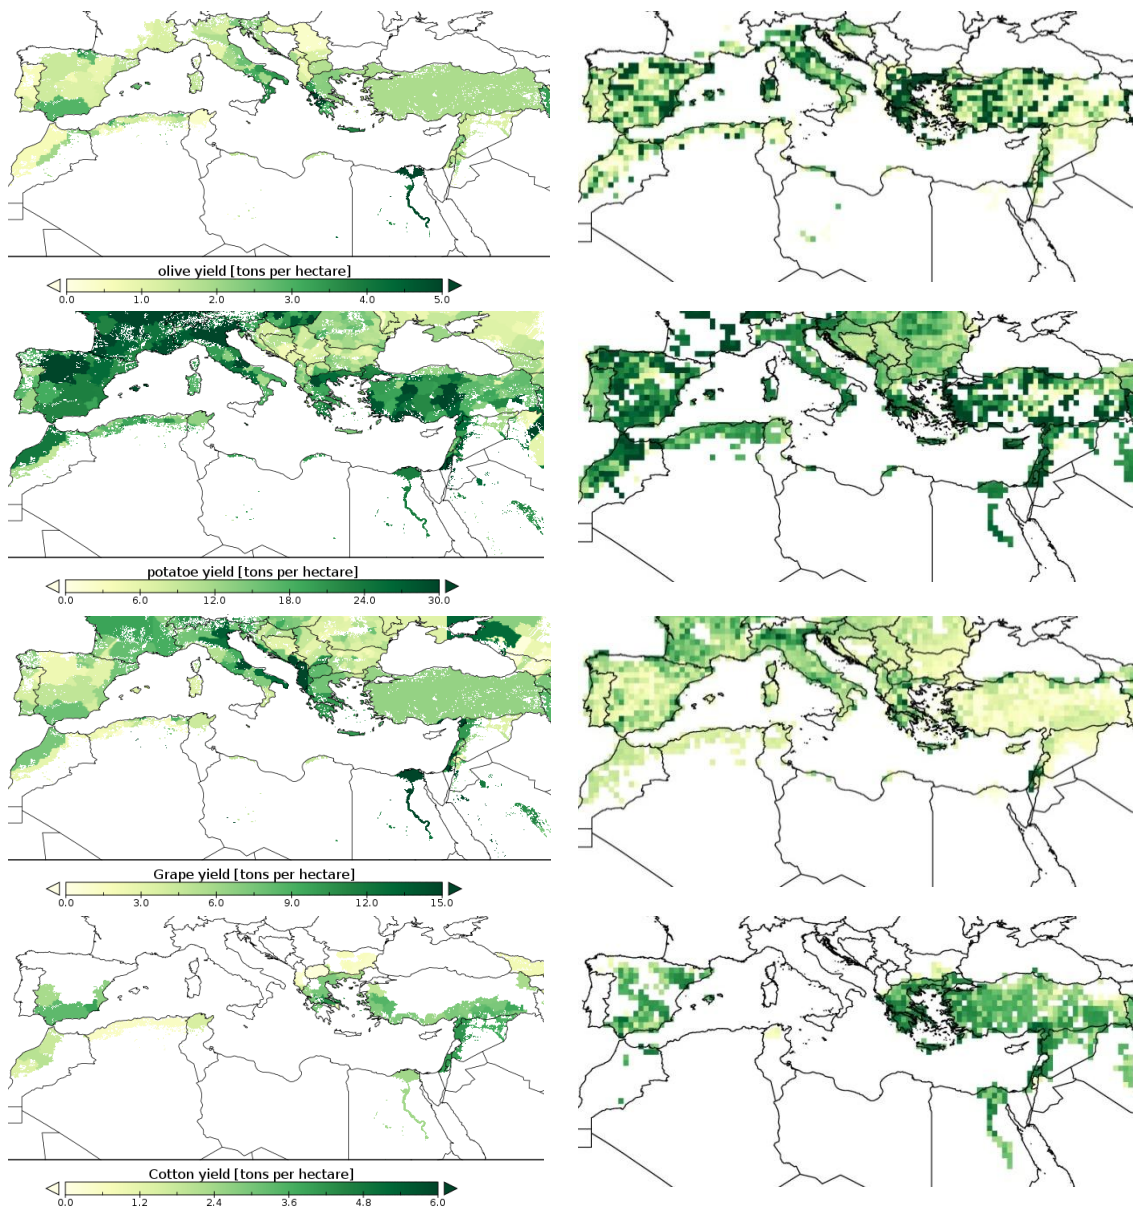 olive yield [tons per hectare]
0.0 1.0 2.0 3.0 4.0 5.0
potatoe yield [tons per hectare]
0.0 6.0 12.0 18.0 24.0 30.0
Grape yield [tons per hectare]
0.0 3.0 6.0 9.0 12.0 15.0
Cotton yield [tons per hectare]
0.0 1.2 2.4 3.6 4.8 6.0